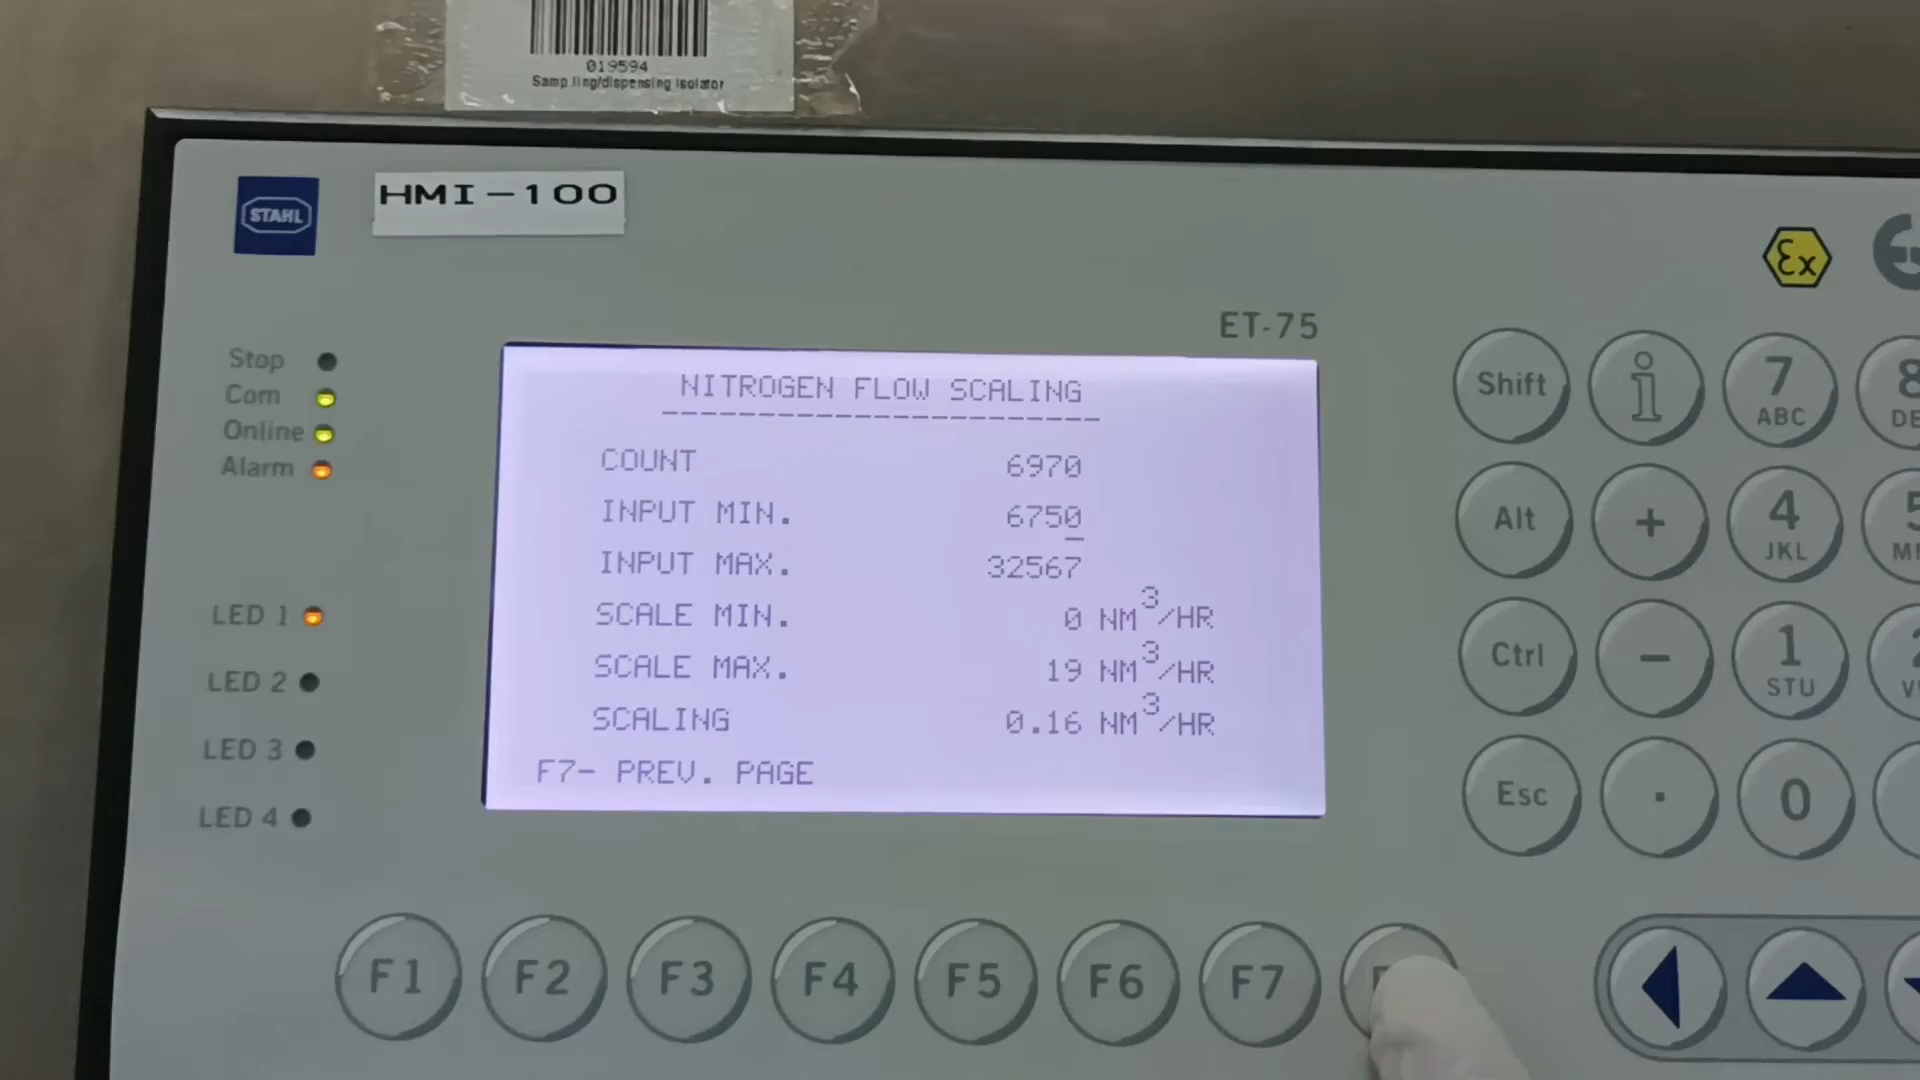 019594
Sampling/dispensing isolator
STAHL
HMI-100
Ex
ET-75
Stop
Com
Online
Alarm
LED 1
LED 2
LED 3
LED 4
NITROGEN FLOW SCALING
COUNT 6970
INPUT MIN. 6750
INPUT MAX. 32567
SCALE MIN. 0 NM³/HR
SCALE MAX. 19 NM³/HR
SCALING 0.16 NM³/HR
F7- PREV. PAGE
Shift i 7 ABC 8
Alt + 4 JKL
Ctrl - 1 STU
Esc . 0
F1 F2 F3 F4 F5 F6 F7